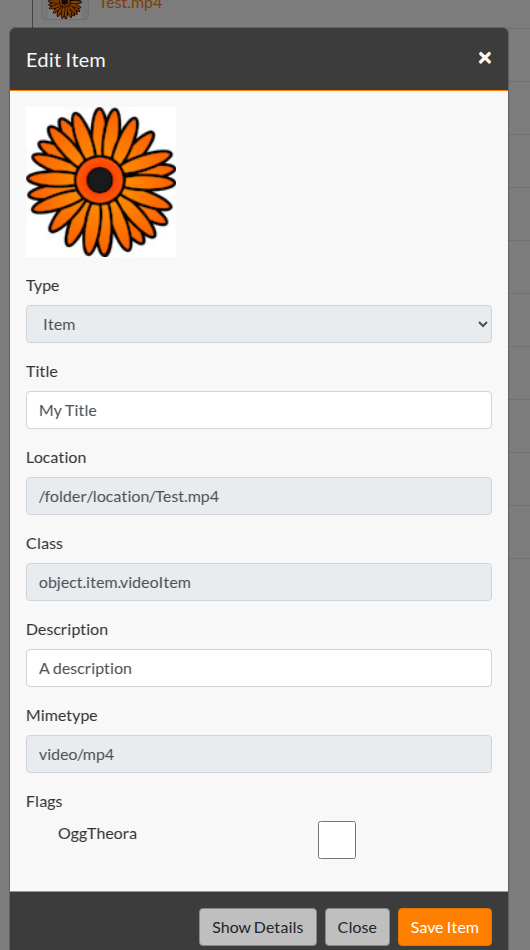 Test.mp4
Edit Item
×
Type
Item
Title
My Title
Location
/folder/location/Test.mp4
Class
object.item.videoItem
Description
A description
Mimetype
video/mp4
Flags
OggTheora
Show Details Close Save Item